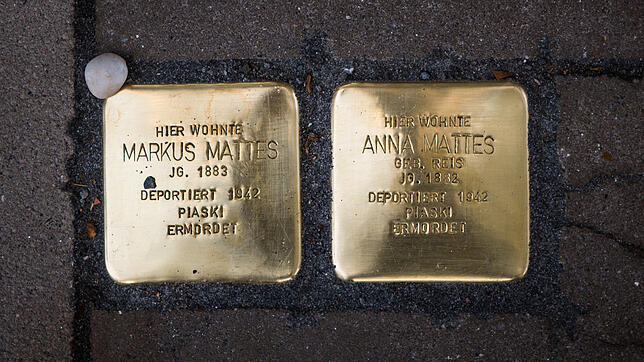 HIER WOHNTE
MARKUS MATTES
JG. 1883
DEPORTIERT 1942
PIASKI
ERMORDET
HIER WOHNTE
ANNA MATTES
GEB. REIS
JG. 1882
DEPORTIERT 1942
PIASKI
ERMORDET